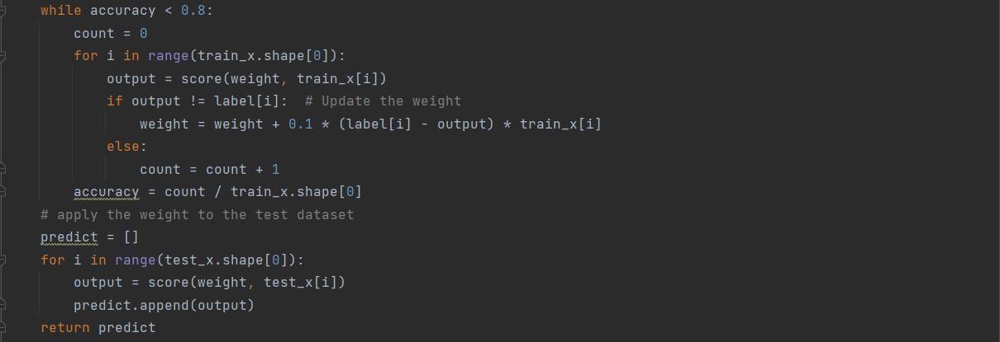 while accuracy < 0.8:
    count = 0
    for i in range(train_x.shape[0]):
        output = score(weight, train_x[i])
        if output != label[i]:  # Update the weight
            weight = weight + 0.1 * (label[i] - output) * train_x[i]
        else:
            count = count + 1
    accuracy = count / train_x.shape[0]
# apply the weight to the test dataset
predict = []
for i in range(test_x.shape[0]):
    output = score(weight, test_x[i])
    predict.append(output)
return predict